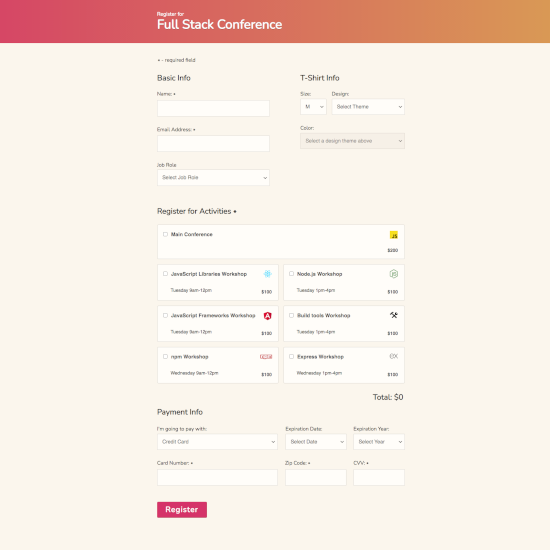 Register for
Full Stack Conference
* - required field
Basic Info
Name: *
Email Address: *
Job Role
Select Job Role
T-Shirt Info
Size: Design:
M Select Theme
Color:
Select a design theme above
Register for Activities *
Main Conference
JS
$200
JavaScript Libraries Workshop
Tuesday 9am-12pm $100
Node.js Workshop
Tuesday 1pm-4pm $100
JavaScript Frameworks Workshop
Tuesday 9am-12pm $100
Build tools Workshop
Tuesday 1pm-4pm $100
npm Workshop
Wednesday 9am-12pm $100
Express Workshop
Wednesday 1pm-4pm $100
Total: $0
Payment Info
I'm going to pay with: Expiration Date: Expiration Year:
Credit Card Select Date Select Year
Card Number: * Zip Code: * CVV: *
Register